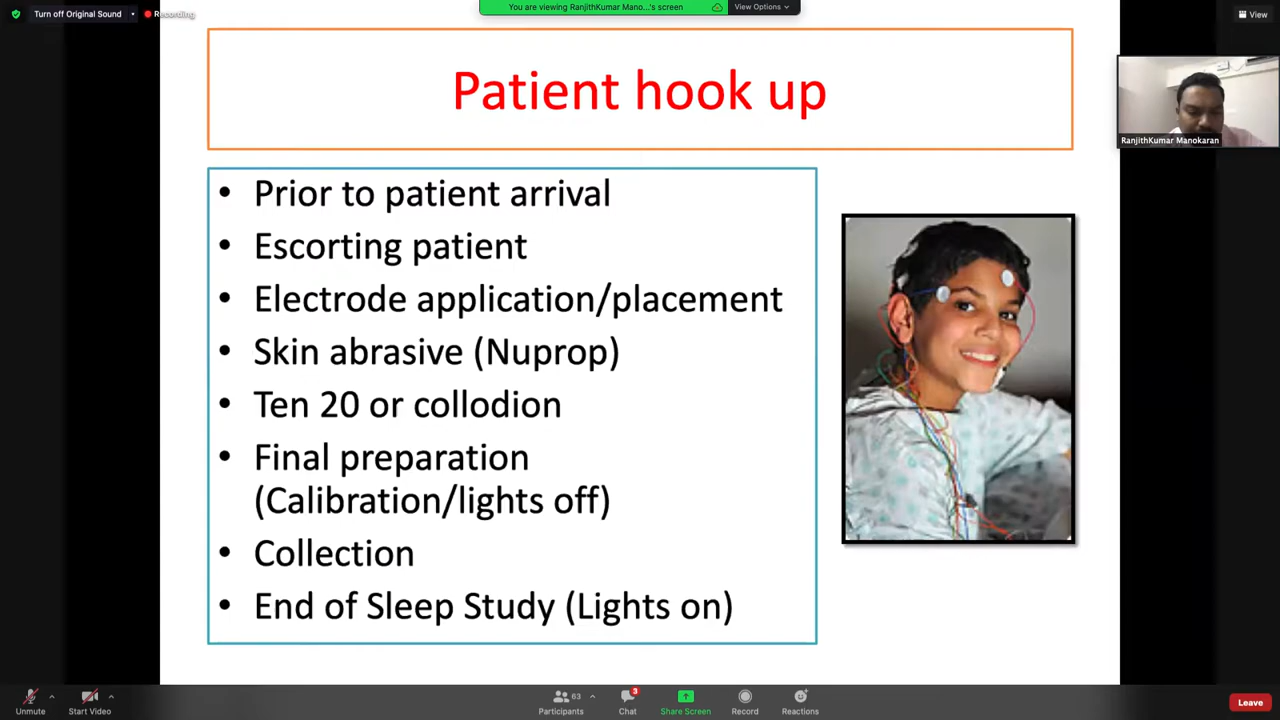 Turn off Original Sound
Recording
You are viewing RanjithKumar Mano...'s screen
View Options
View
Patient hook up
RanjithKumar Manokaran
• Prior to patient arrival
• Escorting patient
• Electrode application/placement
• Skin abrasive (Nuprop)
• Ten 20 or collodion
• Final preparation
(Calibration/lights off)
• Collection
• End of Sleep Study (Lights on)
Unmute
Start Video
63
Participants
3
Chat
Share Screen
Record
Reactions
Leave